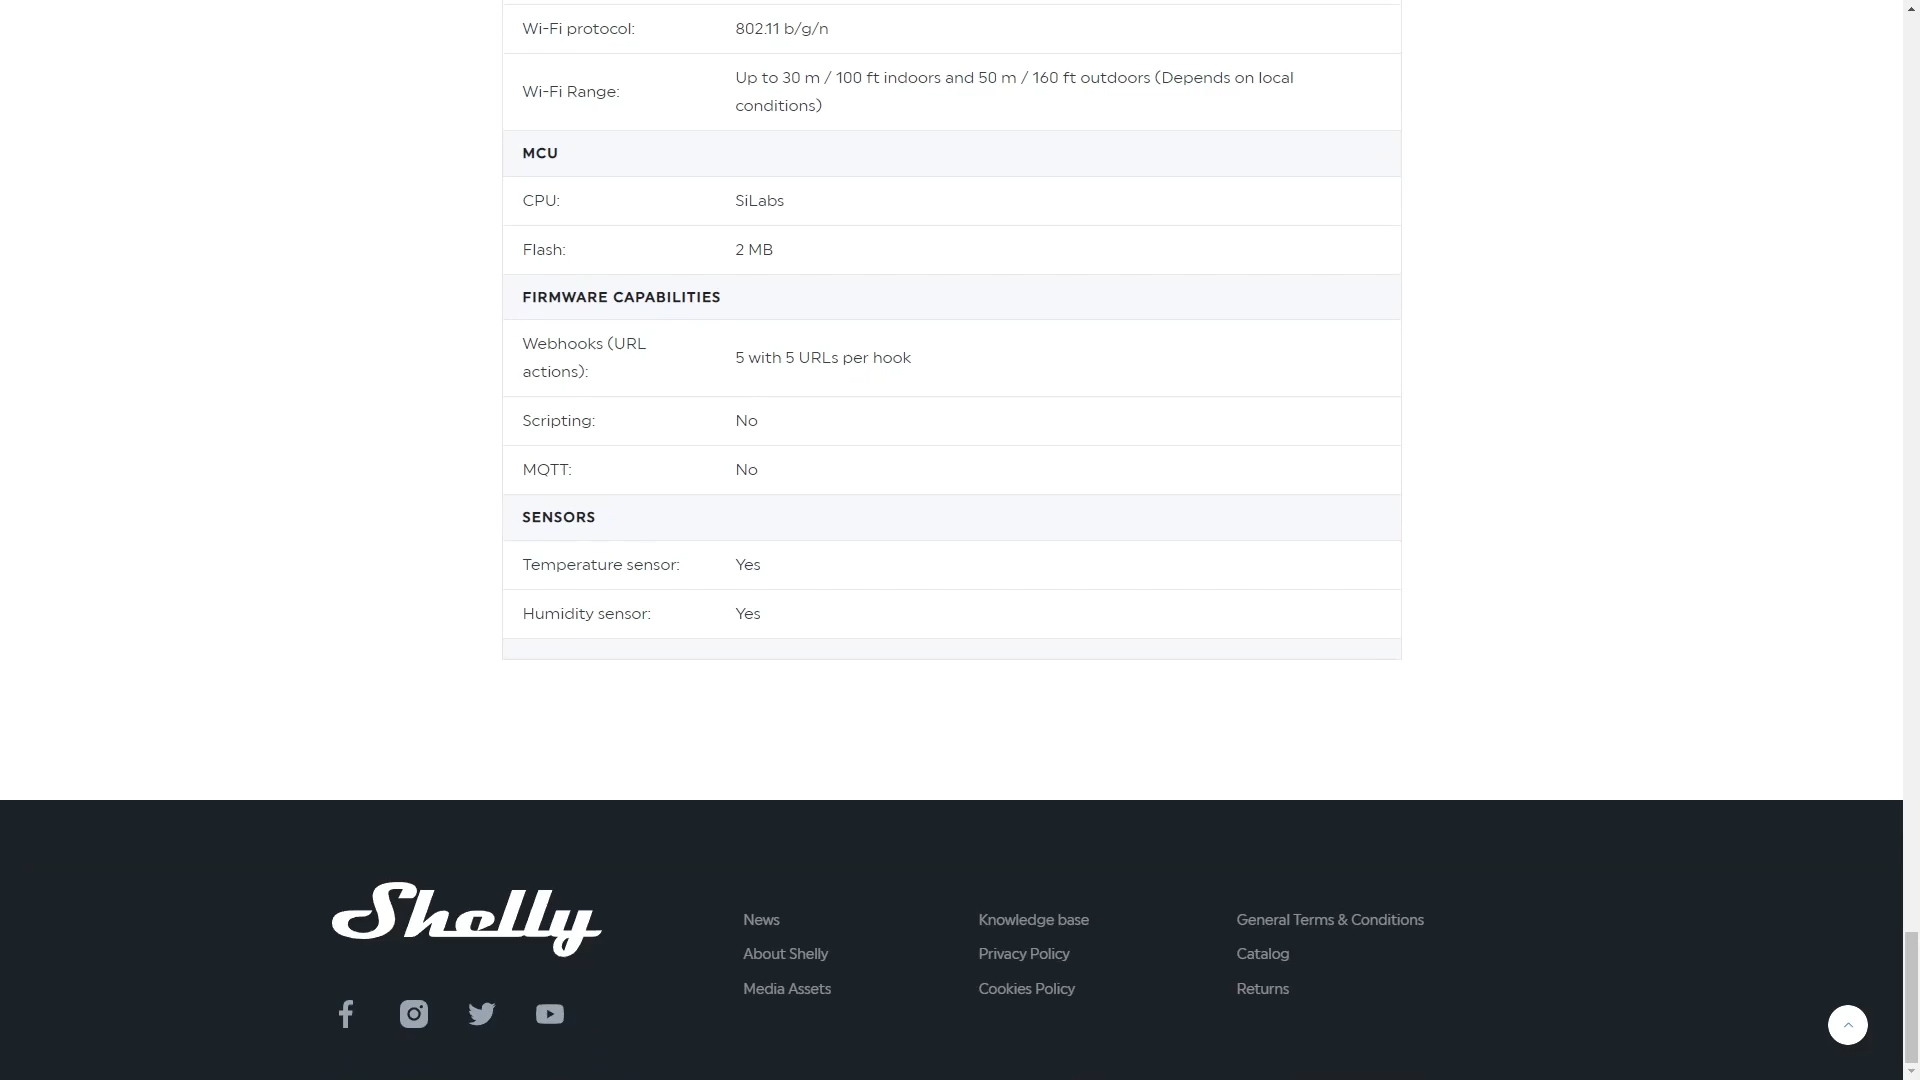 Wi-Fi protocol: 802.11 b/g/n
Wi-Fi Range: Up to 30 m / 100 ft indoors and 50 m / 160 ft outdoors (Depends on local
conditions)
MCU
CPU: SiLabs
Flash: 2 MB
FIRMWARE CAPABILITIES
Webhooks (URL
actions): 5 with 5 URLs per hook
Scripting: No
MQTT: No
SENSORS
Temperature sensor: Yes
Humidity sensor: Yes
Shelly
News
About Shelly
Media Assets
Knowledge base
Privacy Policy
Cookies Policy
General Terms & Conditions
Catalog
Returns